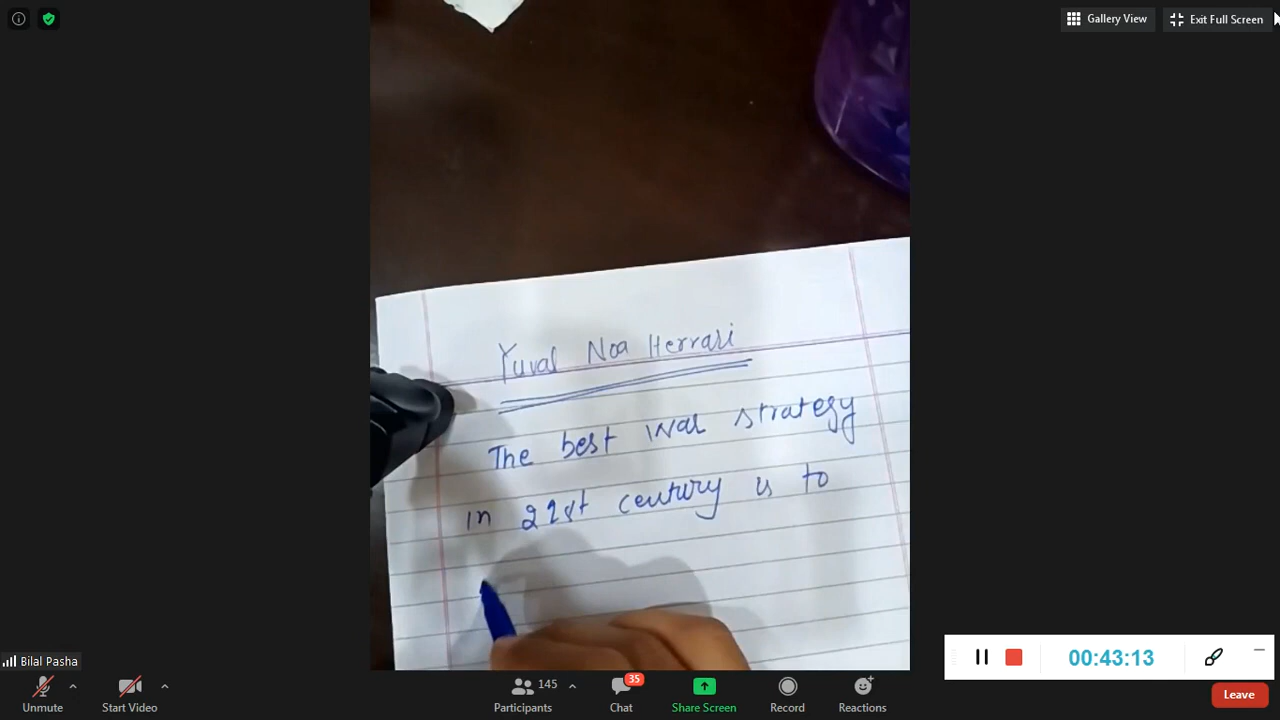 Gallery View
Exit Full Screen
Yuval Noa Herrari
The best war strategy
in 21st century is to
Bilal Pasha
00:43:13
Unmute
Start Video
145
Participants
35
Chat
Share Screen
Record
Reactions
Leave